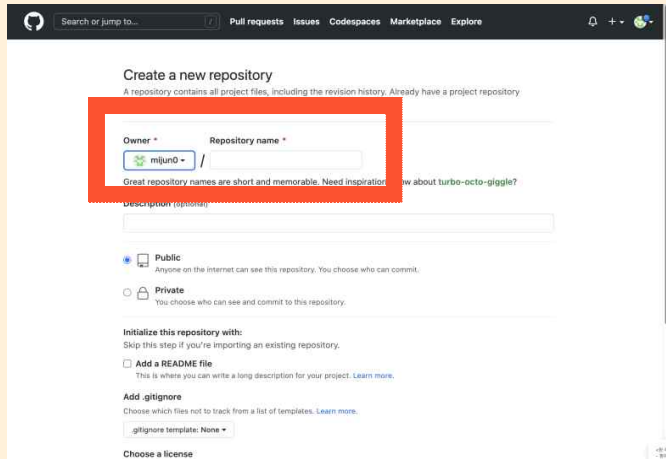 Search or jump to... / Pull requests Issues Codespaces Marketplace Explore
Create a new repository
A repository contains all project files, including the revision history. Already have a project repository
Owner * Repository name *
mijun0 /
Great repository names are short and memorable. Need inspiration about turbo-octo-giggle?
Description (optional)
Public
Anyone on the internet can see this repository. You choose who can commit.
Private
You choose who can see and commit to this repository.
Initialize this repository with:
Skip this step if you're importing an existing repository.
Add a README file
This is where you can write a long description for your project. Learn more.
Add .gitignore
Choose which files not to track from a list of templates. Learn more.
.gitignore template: None
Choose a license